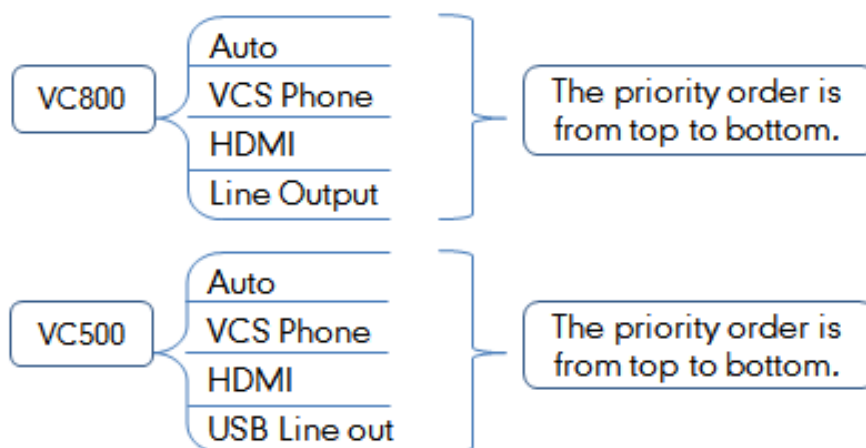 VC800
Auto
VCS Phone
HDMI
Line Output
The priority order is
from top to bottom.
VC500
Auto
VCS Phone
HDMI
USB Line out
The priority order is
from top to bottom.